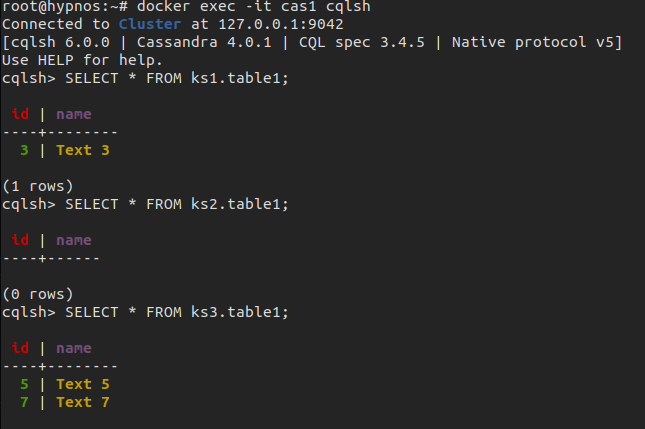 root@hypnos:~# docker exec -it cas1 cqlsh
Connected to Cluster at 127.0.0.1:9042
[cqlsh 6.0.0 | Cassandra 4.0.1 | CQL spec 3.4.5 | Native protocol v5]
Use HELP for help.
cqlsh> SELECT * FROM ks1.table1;
 id | name
----+--------
  3 | Text 3
(1 rows)
cqlsh> SELECT * FROM ks2.table1;
 id | name
----+------
(0 rows)
cqlsh> SELECT * FROM ks3.table1;
 id | name
----+--------
  5 | Text 5
  7 | Text 7